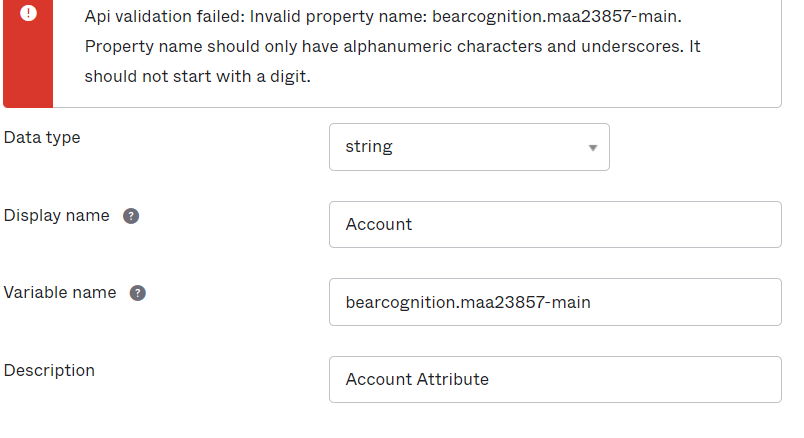 Api validation failed: Invalid property name: bearcognition.maa23857-main.
Property name should only have alphanumeric characters and underscores. It
should not start with a digit.
Data type
string
Display name ?
Account
Variable name ?
bearcognition.maa23857-main
Description
Account Attribute